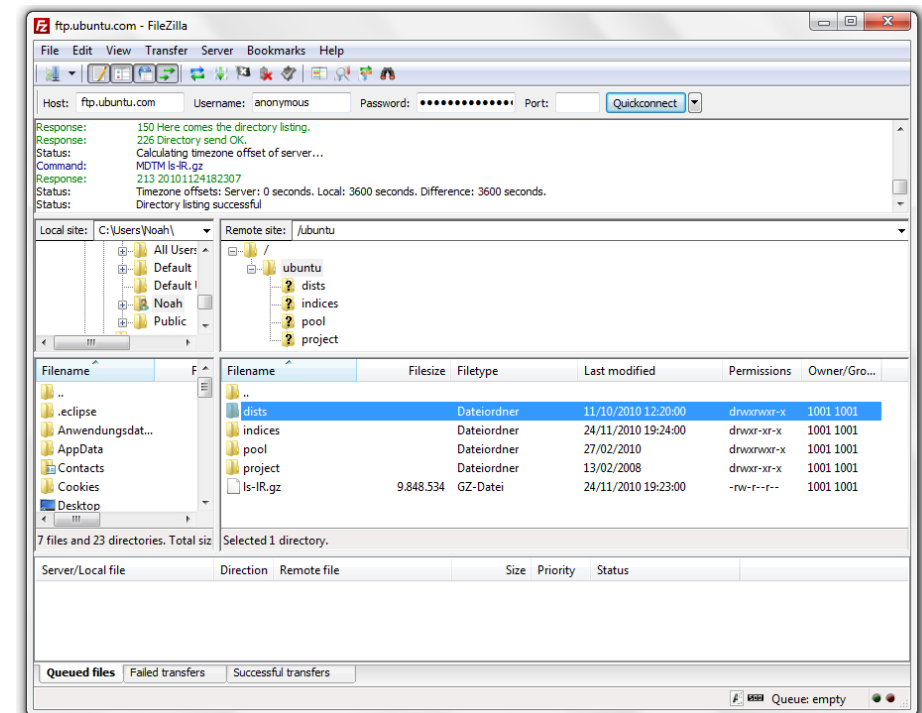 ftp.ubuntu.com - FileZilla
File Edit View Transfer Server Bookmarks Help
Host: ftp.ubuntu.com Username: anonymous Password: Port: Quickconnect
Response: 150 Here comes the directory listing.
Response: 226 Directory send OK.
Status: Calculating timezone offset of server...
Command: MDTM ls-lR.gz
Response: 213 20101124182307
Status: Timezone offsets: Server: 0 seconds. Local: 3600 seconds. Difference: 3600 seconds.
Status: Directory listing successful
Local site: C:\Users\Noah\ Remote site: /ubuntu
All Users /
Default ubuntu
Default dists
Noah indices
Public pool
project
Filename F Filename Filesize Filetype Last modified Permissions Owner/Gro...
.. ..
.eclipse dists Dateiordner 11/10/2010 12:20:00 drwxrwxr-x 1001 1001
Anwendungsdat... indices Dateiordner 24/11/2010 19:24:00 drwxr-xr-x 1001 1001
AppData pool Dateiordner 27/02/2010 drwxrwxr-x 1001 1001
Contacts project Dateiordner 13/02/2008 drwxr-xr-x 1001 1001
Cookies ls-lR.gz 9.848.534 GZ-Datei 24/11/2010 19:23:00 -rw-r--r-- 1001 1001
Desktop
7 files and 23 directories. Total siz Selected 1 directory.
Server/Local file Direction Remote file Size Priority Status
Queued files Failed transfers Successful transfers
Queue: empty